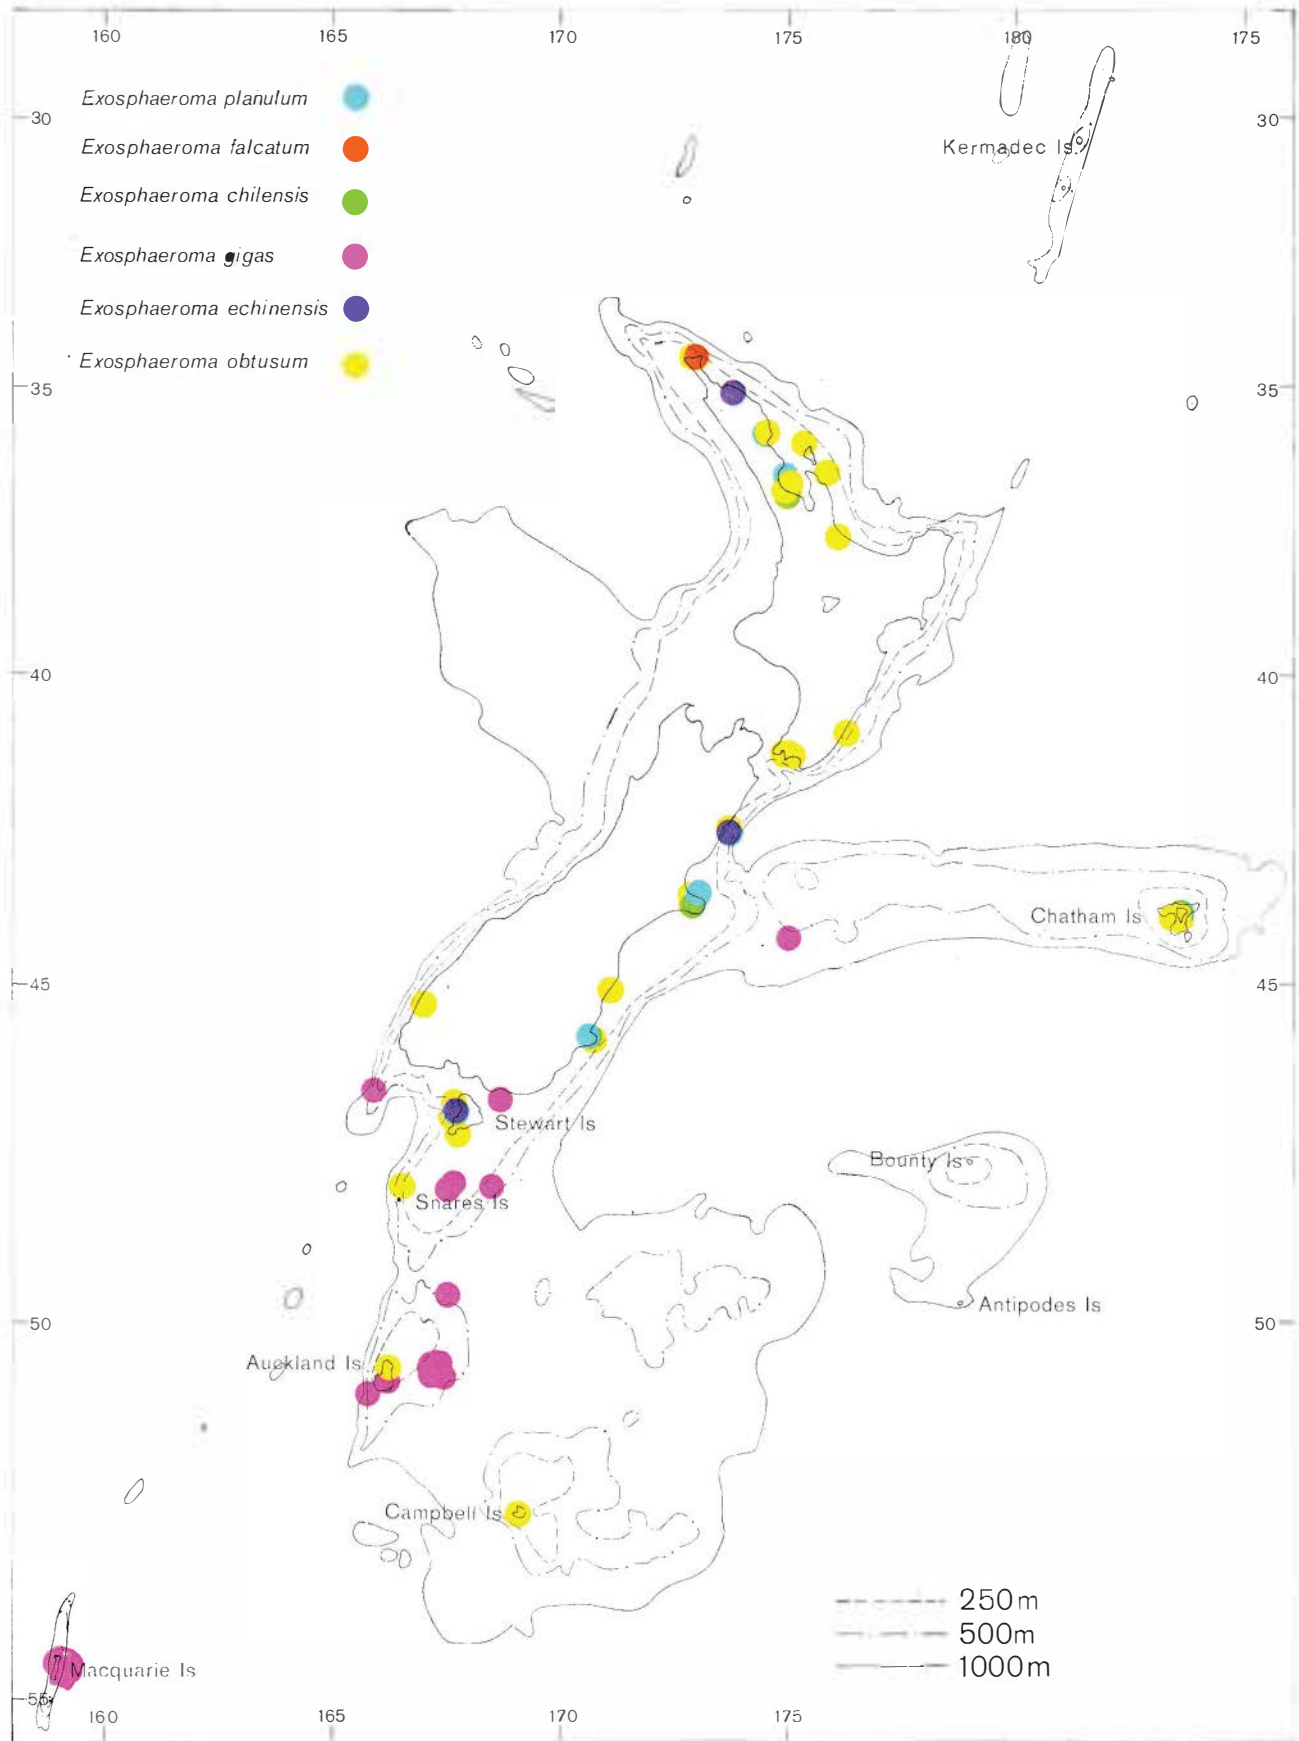 160 165 170 175 180 175
Exosphaeroma planulum
30 30
Exosphaeroma falcatum
Kermadec Is
Exosphaeroma chilensis
Exosphaeroma gigas
Exosphaeroma echinensis
Exosphaeroma obtusum
35 35
40 40
Chatham Is
45 45
Stewart Is
Bounty Is
Snares Is
Antipodes Is
50 50
Auckland Is
Campbell Is
250m
500m
1000m
Macquarie Is
55
160 165 170 175